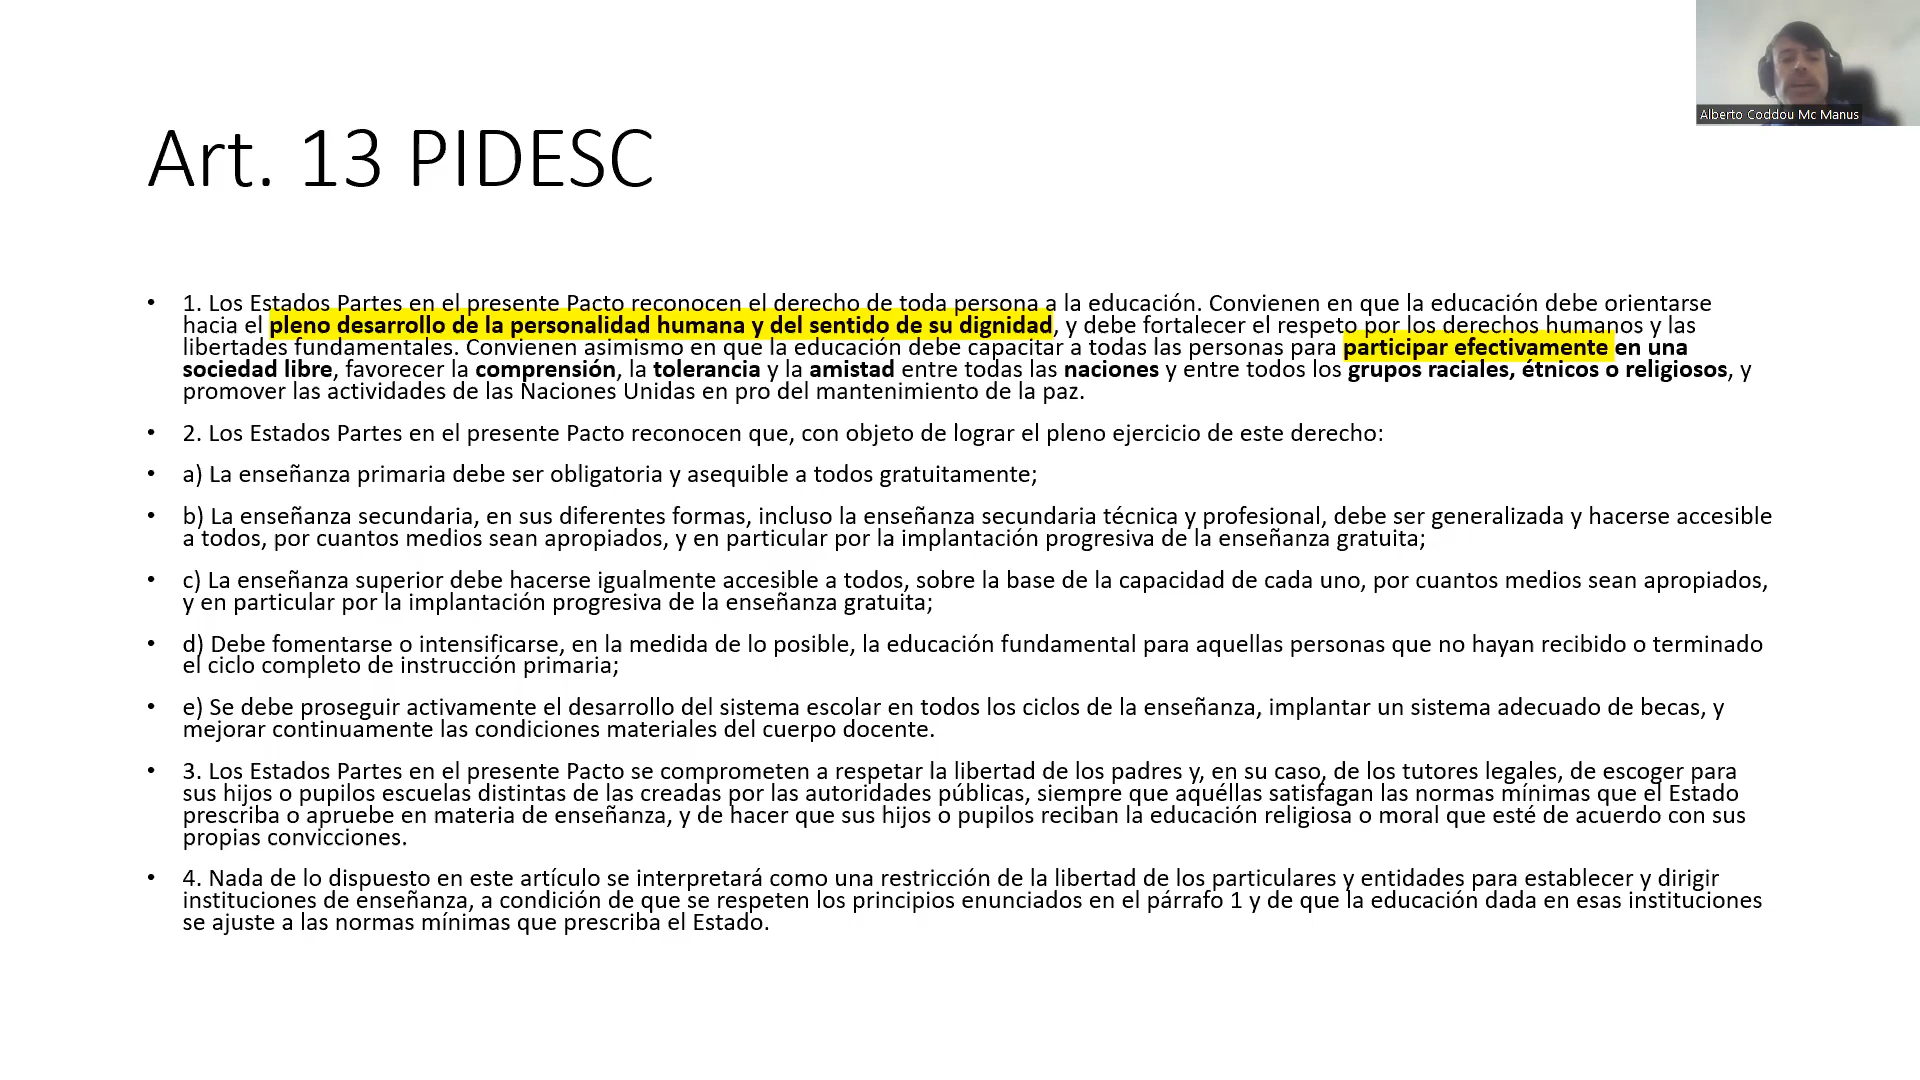 Alberto Coddou Mc Manus
Art. 13 PIDESC
• 1. Los Estados Partes en el presente Pacto reconocen el derecho de toda persona a la educación. Convienen en que la educación debe orientarse
hacia el pleno desarrollo de la personalidad humana y del sentido de su dignidad, y debe fortalecer el respeto por los derechos humanos y las
libertades fundamentales. Convienen asimismo en que la educación debe capacitar a todas las personas para participar efectivamente en una
sociedad libre, favorecer la comprensión, la tolerancia y la amistad entre todas las naciones y entre todos los grupos raciales, étnicos o religiosos, y
promover las actividades de las Naciones Unidas en pro del mantenimiento de la paz.
• 2. Los Estados Partes en el presente Pacto reconocen que, con objeto de lograr el pleno ejercicio de este derecho:
• a) La enseñanza primaria debe ser obligatoria y asequible a todos gratuitamente;
• b) La enseñanza secundaria, en sus diferentes formas, incluso la enseñanza secundaria técnica y profesional, debe ser generalizada y hacerse accesible
a todos, por cuantos medios sean apropiados, y en particular por la implantación progresiva de la enseñanza gratuita;
• c) La enseñanza superior debe hacerse igualmente accesible a todos, sobre la base de la capacidad de cada uno, por cuantos medios sean apropiados,
y en particular por la implantación progresiva de la enseñanza gratuita;
• d) Debe fomentarse o intensificarse, en la medida de lo posible, la educación fundamental para aquellas personas que no hayan recibido o terminado
el ciclo completo de instrucción primaria;
• e) Se debe proseguir activamente el desarrollo del sistema escolar en todos los ciclos de la enseñanza, implantar un sistema adecuado de becas, y
mejorar continuamente las condiciones materiales del cuerpo docente.
• 3. Los Estados Partes en el presente Pacto se comprometen a respetar la libertad de los padres y, en su caso, de los tutores legales, de escoger para
sus hijos o pupilos escuelas distintas de las creadas por las autoridades públicas, siempre que aquéllas satisfagan las normas mínimas que el Estado
prescriba o apruebe en materia de enseñanza, y de hacer que sus hijos o pupilos reciban la educación religiosa o moral que esté de acuerdo con sus
propias convicciones.
• 4. Nada de lo dispuesto en este artículo se interpretará como una restricción de la libertad de los particulares y entidades para establecer y dirigir
instituciones de enseñanza, a condición de que se respeten los principios enunciados en el párrafo 1 y de que la educación dada en esas instituciones
se ajuste a las normas mínimas que prescriba el Estado.